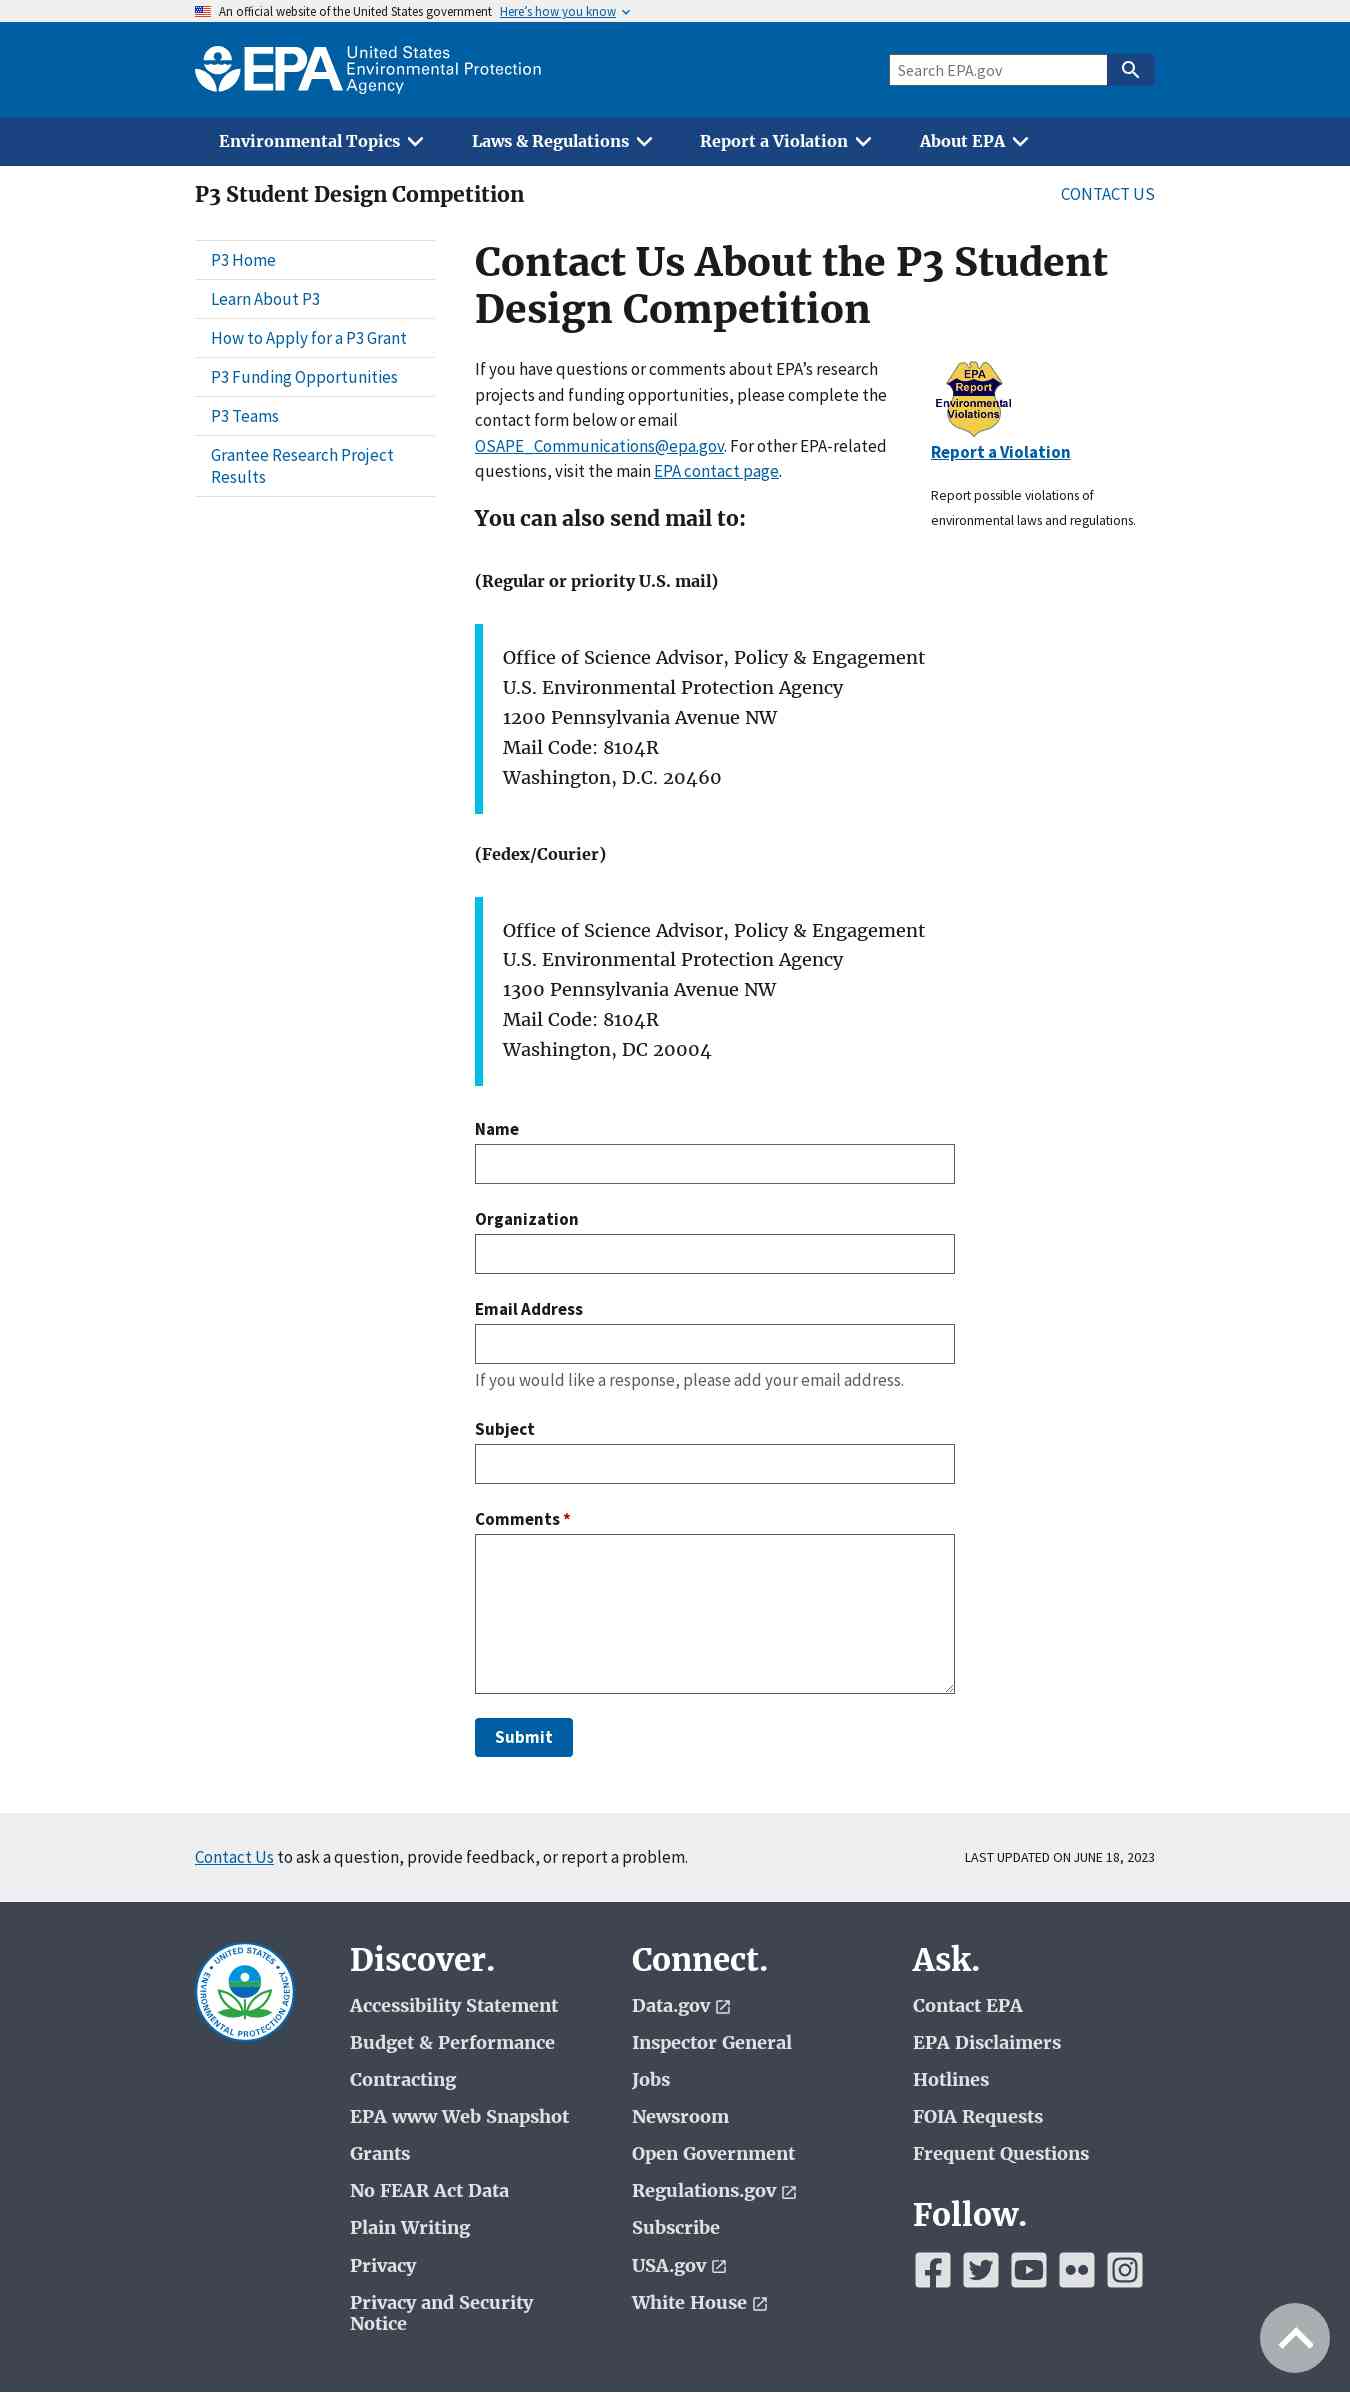 An official website of the United States government Here's how you know
EPA United States
Environmental Protection
Agency
Search EPA.gov
Environmental Topics
Laws & Regulations
Report a Violation
About EPA
P3 Student Design Competition
CONTACT US
P3 Home
Learn About P3
How to Apply for a P3 Grant
P3 Funding Opportunities
P3 Teams
Grantee Research Project
Results
Contact Us About the P3 Student
Design Competition
If you have questions or comments about EPA’s research
projects and funding opportunities, please complete the
contact form below or email
OSAPE_Communications@epa.gov. For other EPA-related
questions, visit the main EPA contact page.
EPA
Report
Environmental
Violations
Report a Violation
Report possible violations of
environmental laws and regulations.
You can also send mail to:
(Regular or priority U.S. mail)
Office of Science Advisor, Policy & Engagement
U.S. Environmental Protection Agency
1200 Pennsylvania Avenue NW
Mail Code: 8104R
Washington, D.C. 20460
(Fedex/Courier)
Office of Science Advisor, Policy & Engagement
U.S. Environmental Protection Agency
1300 Pennsylvania Avenue NW
Mail Code: 8104R
Washington, DC 20004
Name
Organization
Email Address
If you would like a response, please add your email address.
Subject
Comments *
Submit
Contact Us to ask a question, provide feedback, or report a problem.
LAST UPDATED ON JUNE 18, 2023
UNITED STATES
ENVIRONMENTAL PROTECTION AGENCY
Discover.
Accessibility Statement
Budget & Performance
Contracting
EPA www Web Snapshot
Grants
No FEAR Act Data
Plain Writing
Privacy
Privacy and Security
Notice
Connect.
Data.gov
Inspector General
Jobs
Newsroom
Open Government
Regulations.gov
Subscribe
USA.gov
White House
Ask.
Contact EPA
EPA Disclaimers
Hotlines
FOIA Requests
Frequent Questions
Follow.